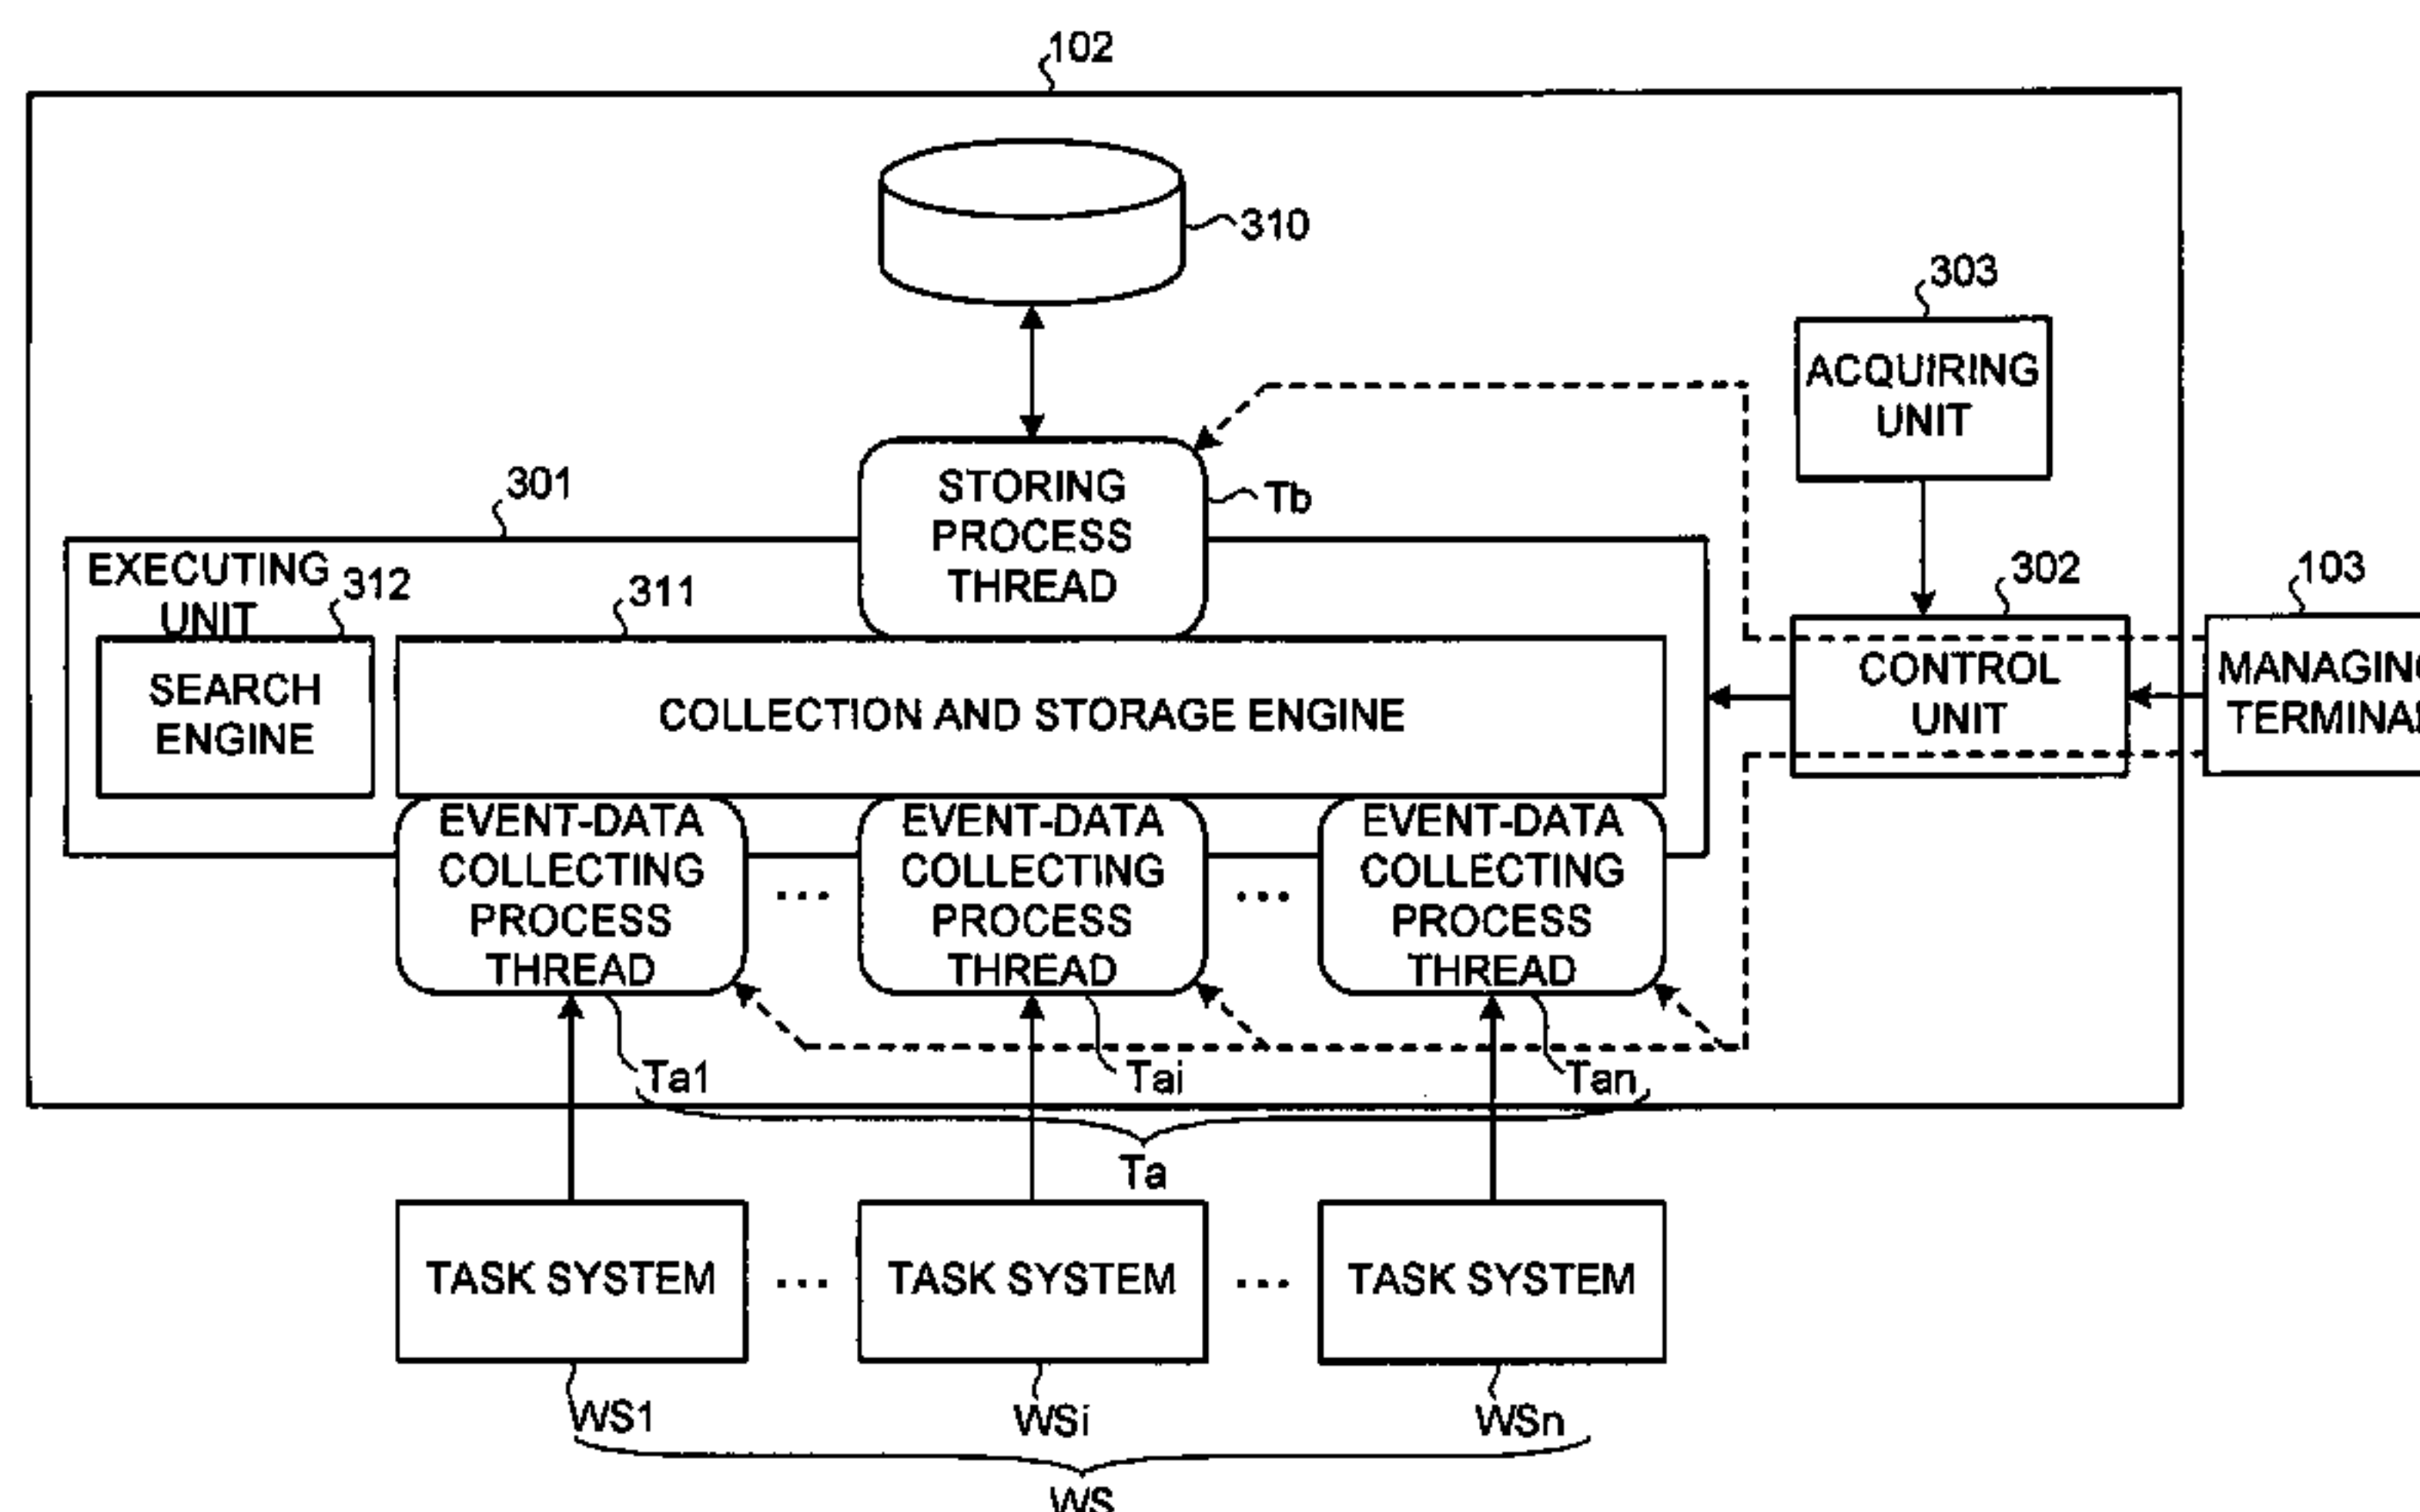 102
310
303
ACQUIRING
UNIT
STORING
PROCESS
THREAD
Tb
301
EXECUTING
UNIT
312
311
302
103
SEARCH
ENGINE
COLLECTION AND STORAGE ENGINE
CONTROL
UNIT
MANAGING
TERMINAL
EVENT-DATA
COLLECTING
PROCESS
THREAD
...
EVENT-DATA
COLLECTING
PROCESS
THREAD
...
EVENT-DATA
COLLECTING
PROCESS
THREAD
Ta1
Tai
Tan
Ta
TASK SYSTEM
...
TASK SYSTEM
...
TASK SYSTEM
WS1
WSi
WSn
WS